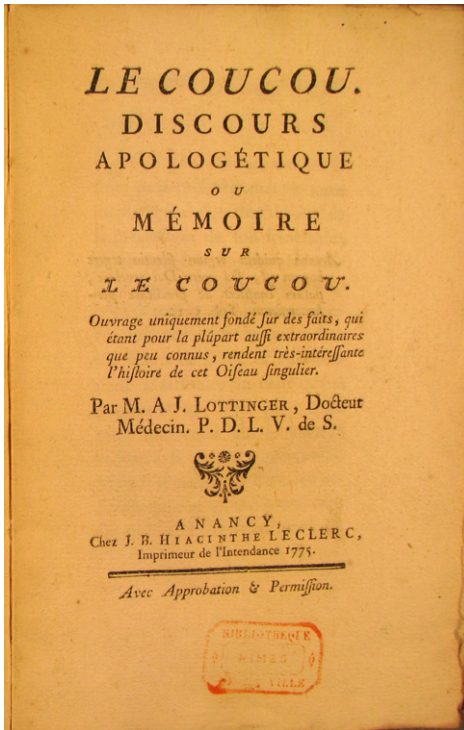 LE COUCOU.
DISCOURS
APOLOGÉTIQUE
OU
MÉMOIRE
SUR
LE COUCOU.
Ouvrage uniquement fondé ſur des faits, qui
étant pour la plûpart auſſi extraordinaires
que peu connus, rendent très-intéreſſante
l'hiſtoire de cet Oiſeau ſingulier.
Par M. A J. LOTTINGER, Docteur
Médecin. P. D. L. V. de S.
A NANCY,
Chez J. B. HIACINTHE LECLERC,
Imprimeur de l'Intendance 1775.
Avec Approbation & Permiſſion.
BIBLIOTHEQUE
VILLE